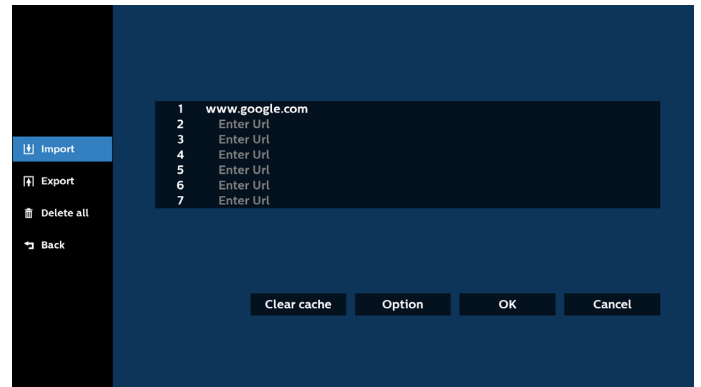 Import
Export
Delete all
Back
1 www.google.com
2 Enter Url
3 Enter Url
4 Enter Url
5 Enter Url
6 Enter Url
7 Enter Url
Clear cache Option OK Cancel